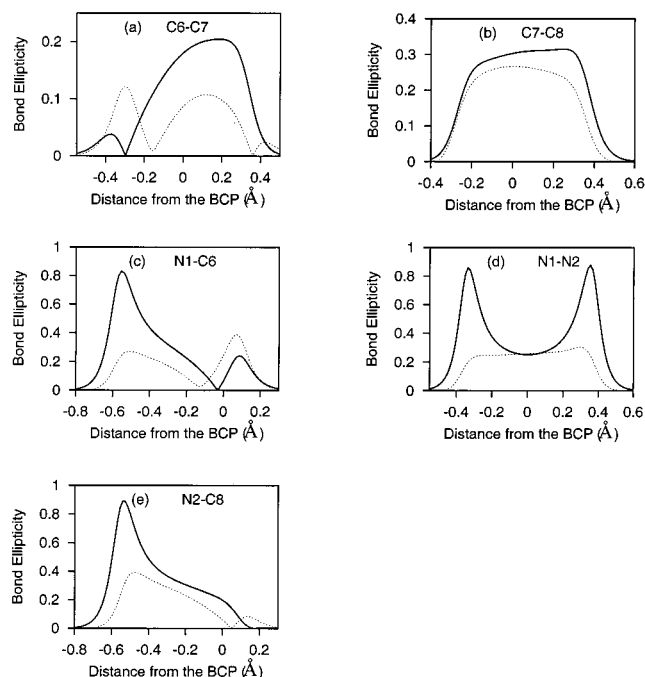 (a) C6-C7
Bond Ellipticity
0.2
0.1
0
-0.4 -0.2 0 0.2 0.4
Distance from the BCP (Å)
(b) C7-C8
Bond Ellipticity
0.4
0.3
0.2
0.1
0
-0.4 -0.2 0 0.2 0.4 0.6
Distance from the BCP (Å)
(c) N1-C6
Bond Ellipticity
1
0.8
0.6
0.4
0.2
0
-0.8 -0.6 -0.4 -0.2 0 0.2
Distance from the BCP (Å)
(d) N1-N2
Bond Ellipticity
1
0.8
0.6
0.4
0.2
0
-0.4 -0.2 0 0.2 0.4 0.6
Distance from the BCP (Å)
(e) N2-C8
Bond Ellipticity
1
0.8
0.6
0.4
0.2
0
-0.8 -0.6 -0.4 -0.2 0 0.2
Distance from the BCP (Å)